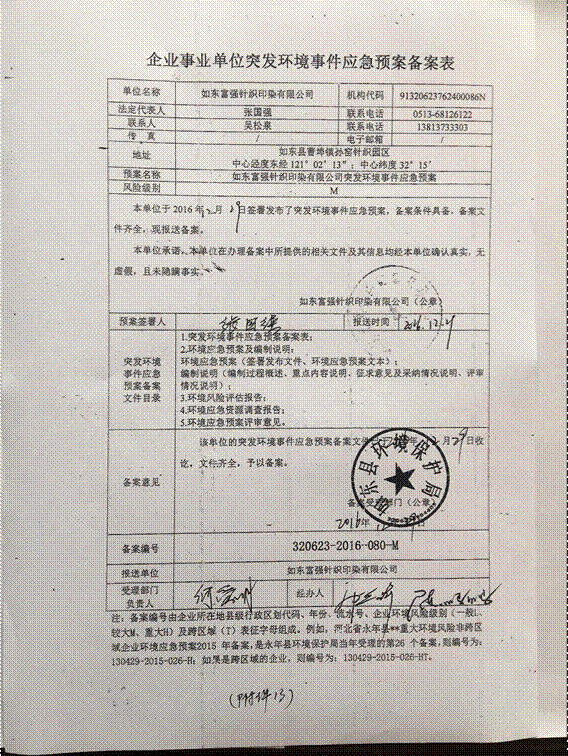 企业事业单位突发环境事件应急预案备案表
单位名称 如东富强针织印染有限公司 机构代码 91320623762400086N
法定代表人 张国强 联系电话 0513-68126122
联系人 吴松泉 联系电话 13813733303
传 真 / 电子邮箱 /
地址 如东县曹埠镇孙窑针织园区
中心经度东经 121° 02′ 13″; 中心纬度 32° 15′
预案名称 如东富强针织印染有限公司突发环境事件应急预案
风险级别 M
本单位于 2016 年 12 月 29 日签署发布了突发环境事件应急预案，备案条件具备，备案文
件齐全，现报送备案。
本单位承诺，本单位在办理备案中所提供的相关文件及其信息均经本单位确认真实，无
虚假，且未隐瞒事实。
如东富强针织印染有限公司（公章）
预案签署人 张国强 报送时间 2016.12.29
突发环境
事件应急
预案备案
文件目录
1.突发环境事件应急预案备案表；
2.环境应急预案及编制说明：
环境应急预案（签署发布文件、环境应急预案文本）；
编制说明（编制过程概述、重点内容说明、征求意见及采纳情况说明、评审
情况说明）；
3.环境风险评估报告；
4.环境应急资源调查报告；
5.环境应急预案评审意见。
备案意见
该单位的突发环境事件应急预案备案文件已于 年 12 月 29 日收
讫，文件齐全，予以备案。
如东县环境保护局
备案受理部门（公章）
2016年
备案编号 320623-2016-080-M
报送单位 如东富强针织印染有限公司
受理部门
负责人
经办人
注：备案编号由企业所在地县级行政区划代码、年份、流水号、企业环境风险级别（一般L
较大M、重大H）及跨区域（T）表征字母组成。例如，河北省永年县**重大环境风险非跨区
域企业环境应急预案2015 年备案，是永年县环境保护局当年受理的第26 个备案，则编号为：
130429-2015-026-H；如果是跨区域的企业，则编号为：130429-2015-026-HT。
（附件13）